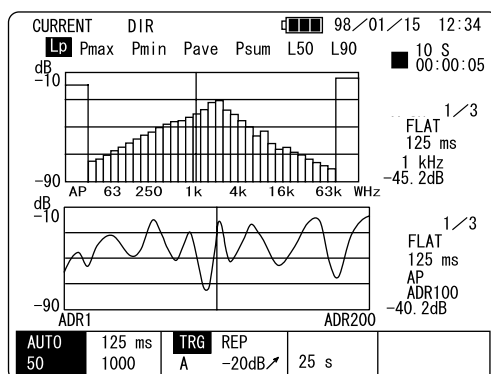 CURRENT DIR 98/01/15 12:34
Lp Pmax Pmin Pave Psum L50 L90
10 S
00:00:05
dB
-10
-90
AP 63 250 1k 4k 16k 63k WHz
1/3
FLAT
125 ms
1 kHz
-45.2dB
dB
-10
-90
ADR1 ADR200
1/3
FLAT
125 ms
AP
ADR100
-40.2dB
AUTO 125 ms TRG REP
50 1000 A -20dB↗ 25 s